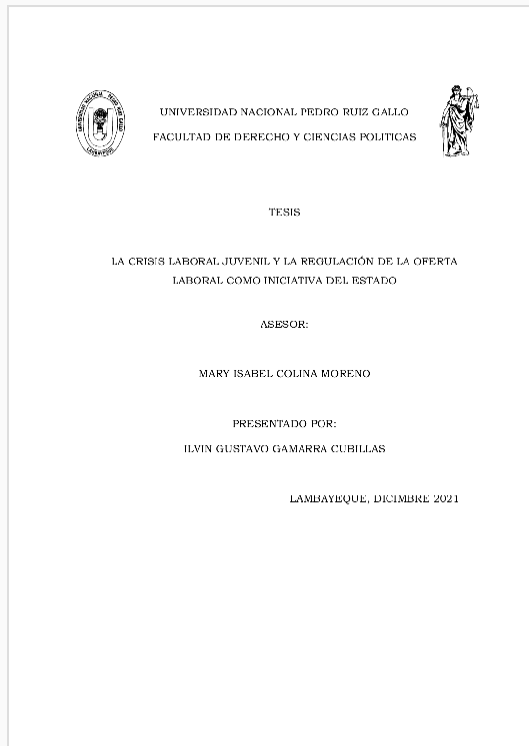 UNIVERSIDAD NACIONAL PEDRO RUIZ GALLO
FACULTAD DE DERECHO Y CIENCIAS POLITICAS
TESIS
LA CRISIS LABORAL JUVENIL Y LA REGULACIÓN DE LA OFERTA
LABORAL COMO INICIATIVA DEL ESTADO
ASESOR:
MARY ISABEL COLINA MORENO
PRESENTADO POR:
ILVIN GUSTAVO GAMARRA CUBILLAS
LAMBAYEQUE, DICIMBRE 2021